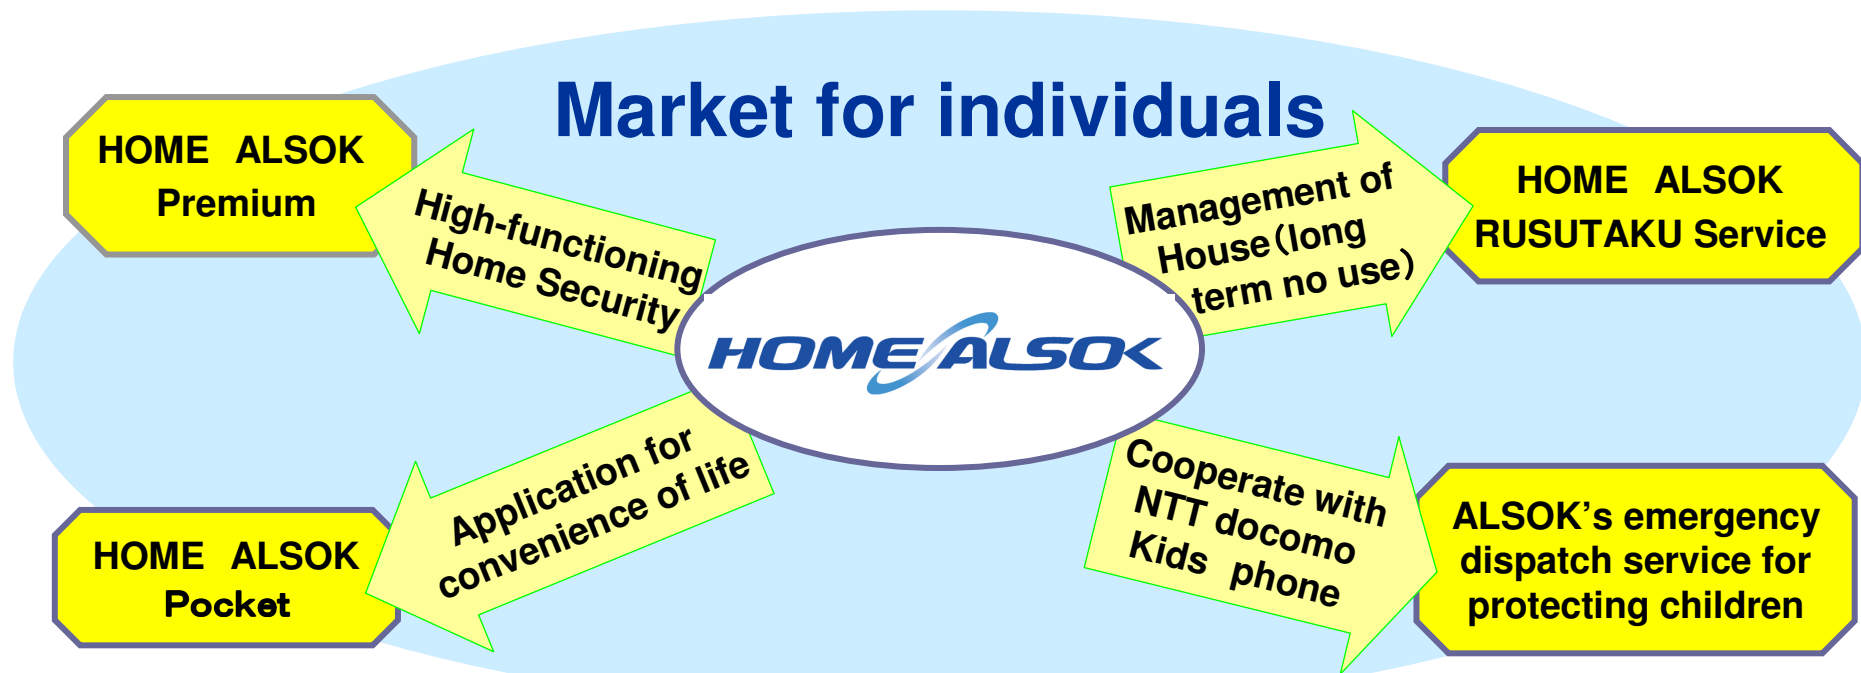 Market for individuals
HOME ALSOK
Premium
High-functioning
Home Security
Management of
House（long
term no use）
HOME ALSOK
RUSUTAKU Service
HOME ALSOK
Application for
convenience of life
HOME ALSOK
Pocket
Cooperate with
NTT docomo
Kids phone
ALSOK’s emergency
dispatch service for
protecting children